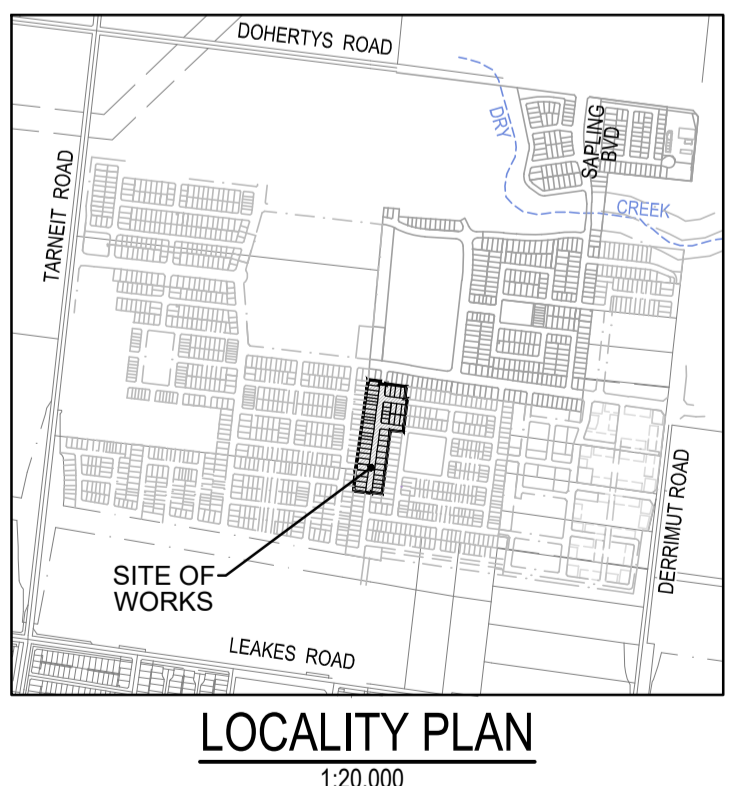 DOHERTYS ROAD
TARNEIT ROAD
DRY
CREEK
SAPLING
BVD
DERRIMUT ROAD
SITE OF
WORKS
LEAKES ROAD
LOCALITY PLAN
1:20,000